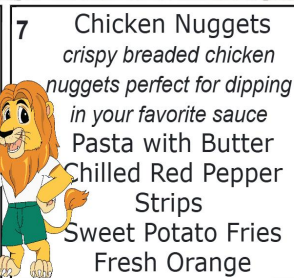 7
Chicken Nuggets
crispy breaded chicken
nuggets perfect for dipping
in your favorite sauce
Pasta with Butter
Chilled Red Pepper
Strips
Sweet Potato Fries
Fresh Orange